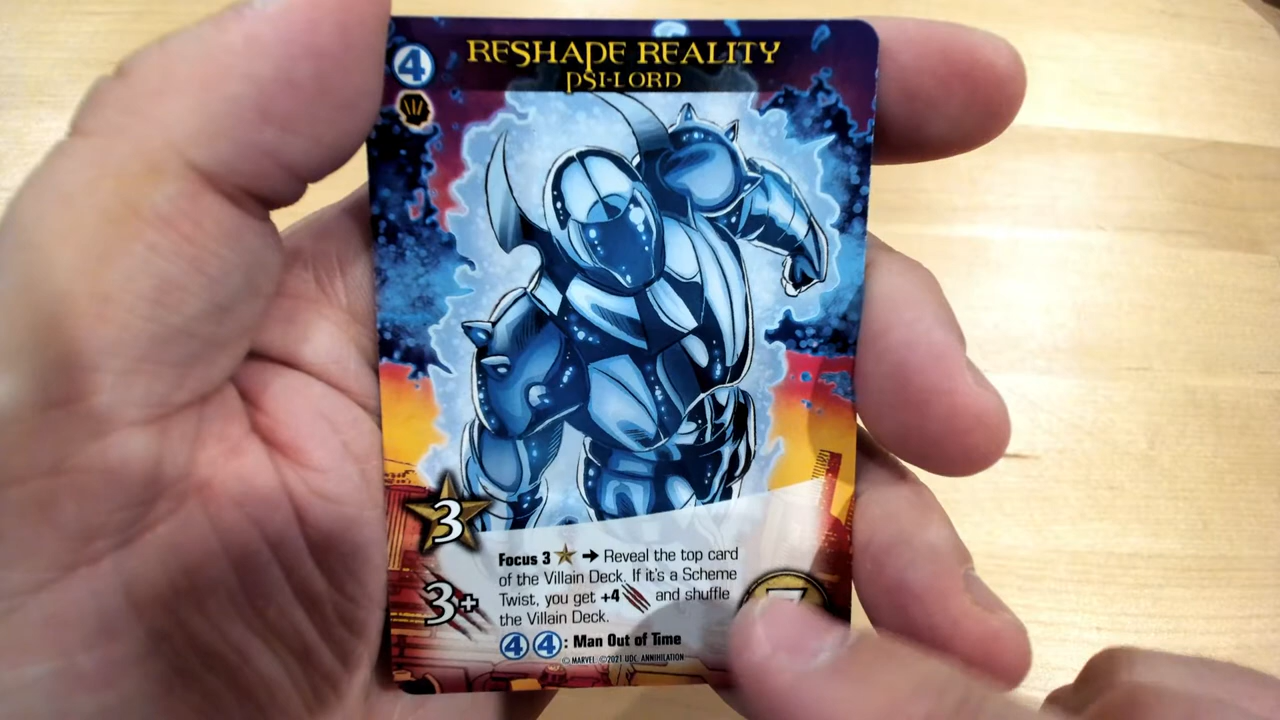 4
RESHAPE REALITY
PSI-LORD
3
Focus 3 ★ → Reveal the top card
of the Villain Deck. If it's a Scheme
Twist, you get +4 and shuffle
the Villain Deck.
3+
4 4: Man Out of Time
© MARVEL ©2021 UDC ANNIHILATION